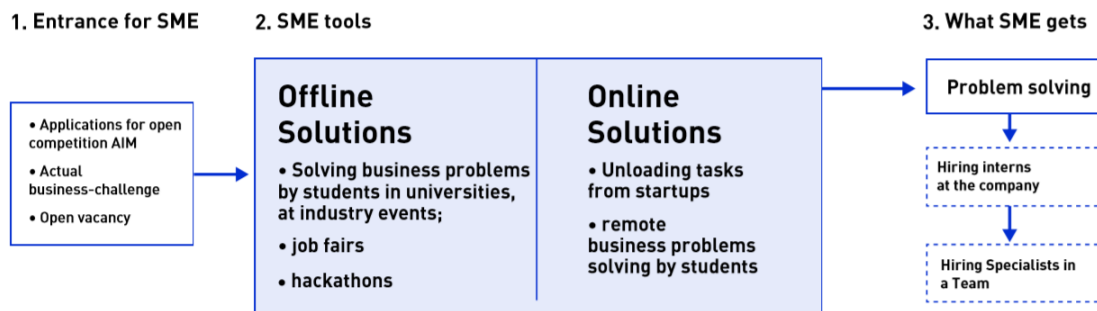 1. Entrance for SME
• Applications for open
competition AIM
• Actual
business-challenge
• Open vacancy
2. SME tools
Offline
Solutions
• Solving business problems
by students in universities,
at industry events;
• job fairs
• hackathons
Online
Solutions
• Unloading tasks
from startups
• remote
business problems
solving by students
3. What SME gets
Problem solving
Hiring interns
at the company
Hiring Specialists in
a Team